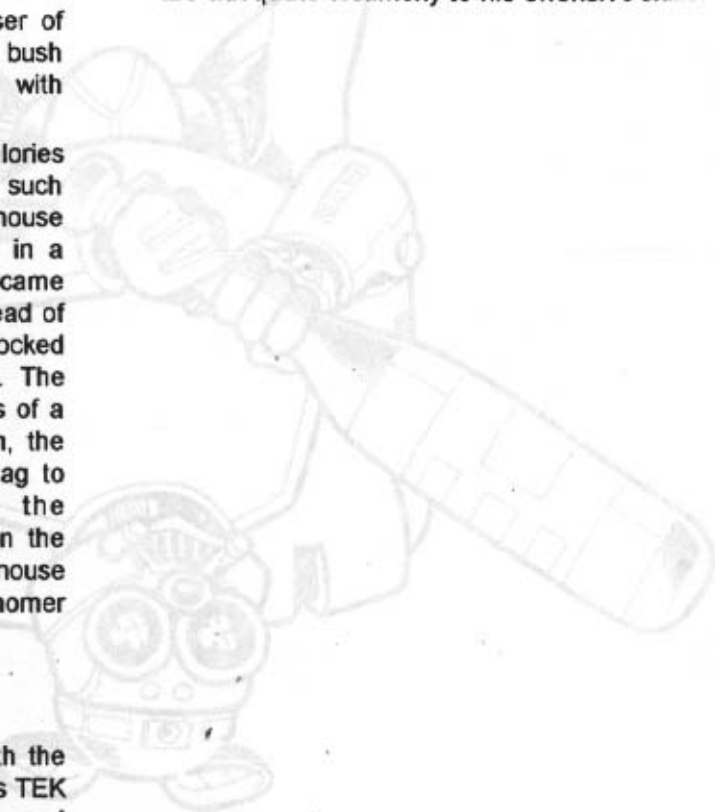 ser of
bush
with
lories
such
house
in a
came
ead of
ocked
. The
s of a
n, the
ag to
the
n the
house
nomer
th the
s TEK